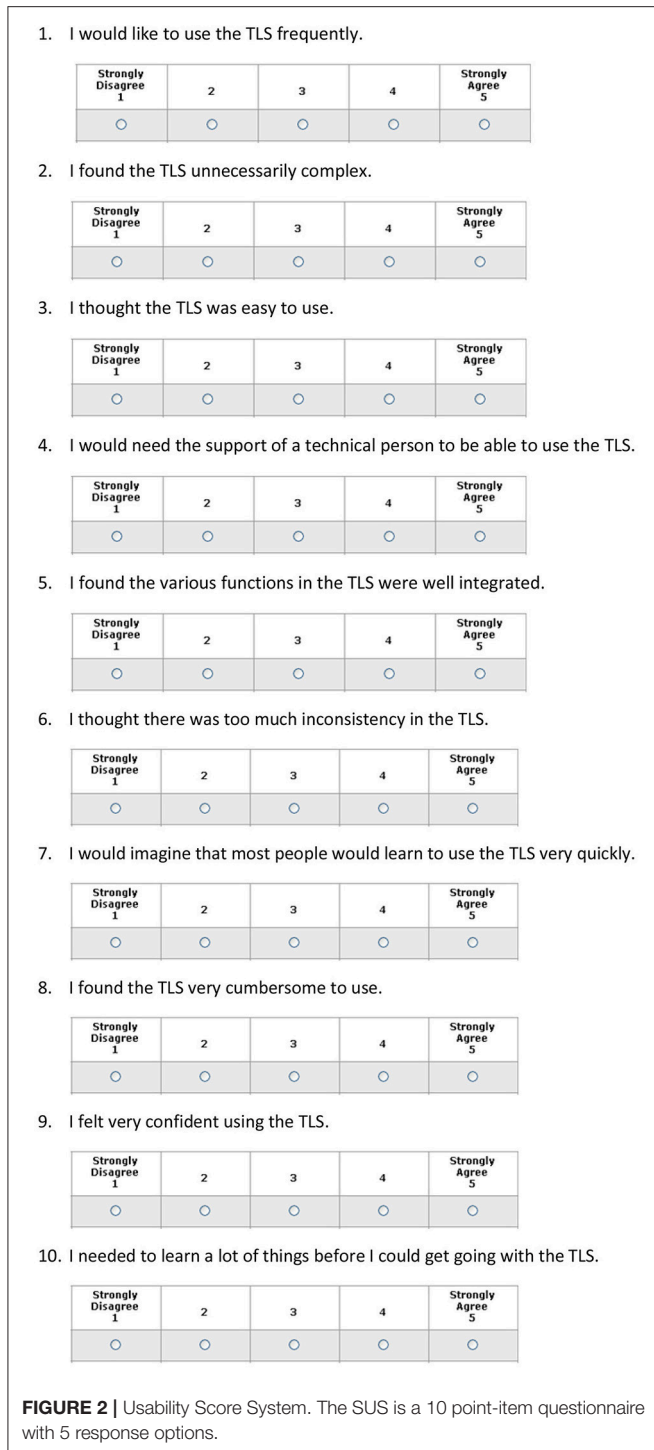 1. I would like to use the TLS frequently.
Strongly
Disagree
1 2 3 4 Strongly
Agree
5
2. I found the TLS unnecessarily complex.
Strongly
Disagree
1 2 3 4 Strongly
Agree
5
3. I thought the TLS was easy to use.
Strongly
Disagree
1 2 3 4 Strongly
Agree
5
4. I would need the support of a technical person to be able to use the TLS.
Strongly
Disagree
1 2 3 4 Strongly
Agree
5
5. I found the various functions in the TLS were well integrated.
Strongly
Disagree
1 2 3 4 Strongly
Agree
5
6. I thought there was too much inconsistency in the TLS.
Strongly
Disagree
1 2 3 4 Strongly
Agree
5
7. I would imagine that most people would learn to use the TLS very quickly.
Strongly
Disagree
1 2 3 4 Strongly
Agree
5
8. I found the TLS very cumbersome to use.
Strongly
Disagree
1 2 3 4 Strongly
Agree
5
9. I felt very confident using the TLS.
Strongly
Disagree
1 2 3 4 Strongly
Agree
5
10. I needed to learn a lot of things before I could get going with the TLS.
Strongly
Disagree
1 2 3 4 Strongly
Agree
5
FIGURE 2 | Usability Score System. The SUS is a 10 point-item questionnaire
with 5 response options.